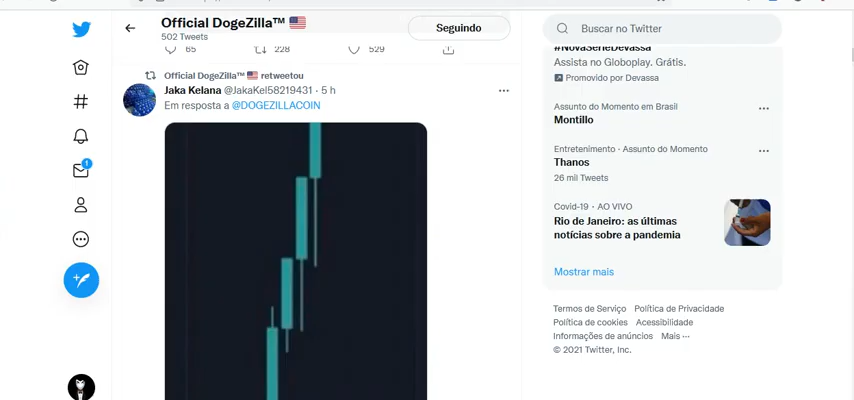 Official DogeZilla™ 🇺🇸
502 Tweets
Seguindo
65 228 529
Official DogeZilla™ 🇺🇸 retweetou
Jaka Kelana @JakaKel58219431 · 5 h
Em resposta a @DOGEZILLACOIN
1
Buscar no Twitter
#NovaSérieDevassa
Assista no Globoplay. Grátis.
Promovido por Devassa
Assunto do Momento em Brasil
Montillo
Entretenimento · Assunto do Momento
Thanos
26 mil Tweets
Covid-19 · AO VIVO
Rio de Janeiro: as últimas
notícias sobre a pandemia
Mostrar mais
Termos de Serviço Política de Privacidade
Política de cookies Acessibilidade
Informações de anúncios Mais ···
© 2021 Twitter, Inc.